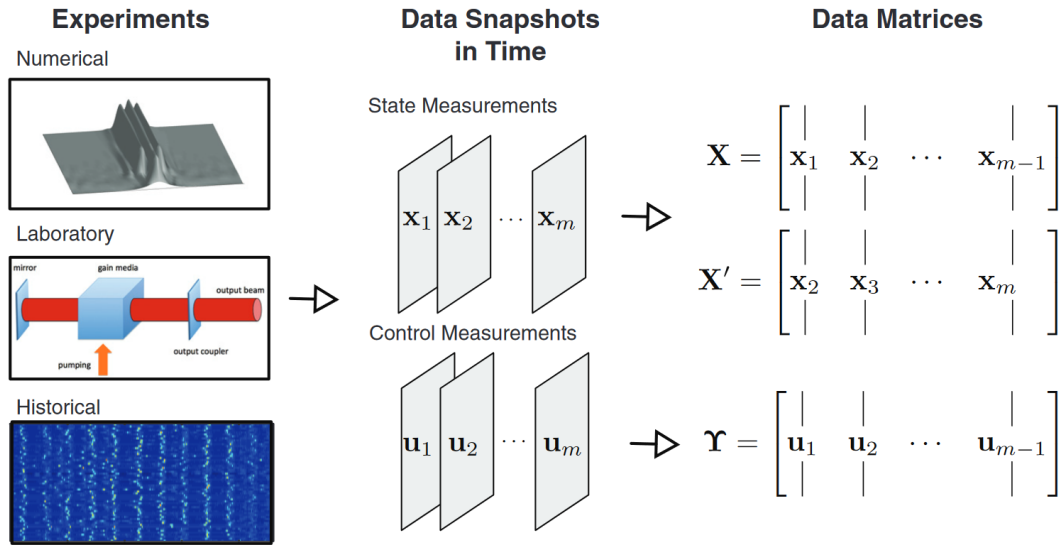 Experiments
Numerical
Laboratory
mirror
gain media
output beam
output coupler
pumping
Historical
Data Snapshots
in Time
State Measurements
x₁ x₂ ⋯ xₘ
Control Measurements
u₁ u₂ ⋯ uₘ
Data Matrices
X = [x₁ x₂ ⋯ xₘ₋₁]
X′ = [x₂ x₃ ⋯ xₘ]
ϒ = [u₁ u₂ ⋯ uₘ₋₁]